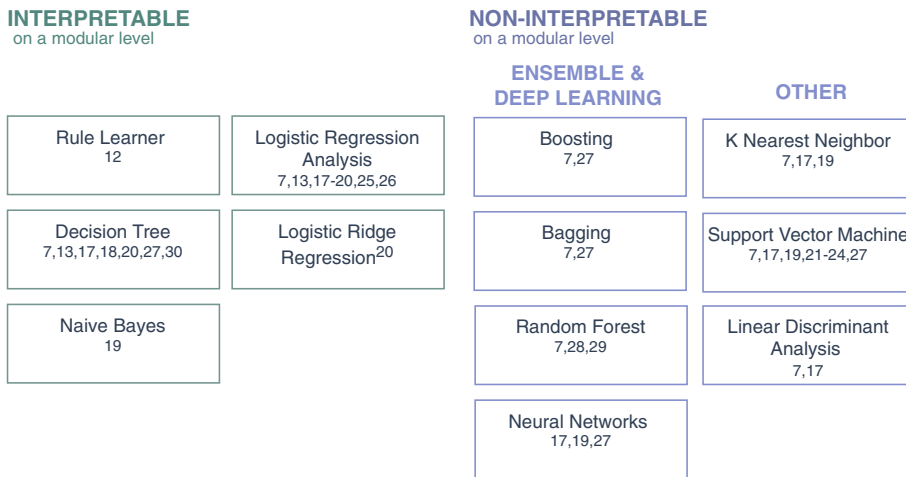 INTERPRETABLE
on a modular level
Rule Learner
12
Logistic Regression
Analysis
7,13,17-20,25,26
Decision Tree
7,13,17,18,20,27,30
Logistic Ridge
Regression20
Naive Bayes
19
NON-INTERPRETABLE
on a modular level
ENSEMBLE &
DEEP LEARNING
OTHER
Boosting
7,27
K Nearest Neighbor
7,17,19
Bagging
7,27
Support Vector Machine
7,17,19,21-24,27
Random Forest
7,28,29
Linear Discriminant
Analysis
7,17
Neural Networks
17,19,27